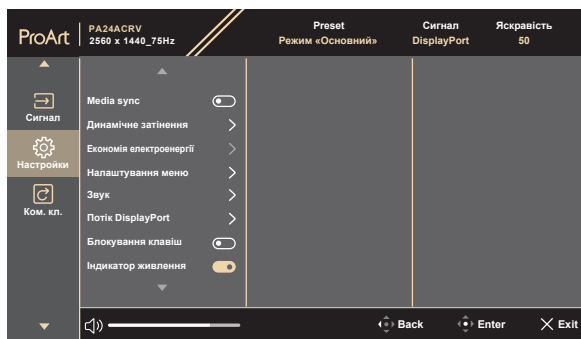 ProArt
PA24ACRV
2560 x 1440_75Hz
Preset
Режим «Основний»
Сигнал
DisplayPort
Яскравість
50
Сигнал
Настройки
Ком. кл.
Media sync
Динамічне затінення
Економія електроенергії
Налаштування меню
Звук
Потік DisplayPort
Блокування клавіш
Індикатор живлення
Back
Enter
Exit